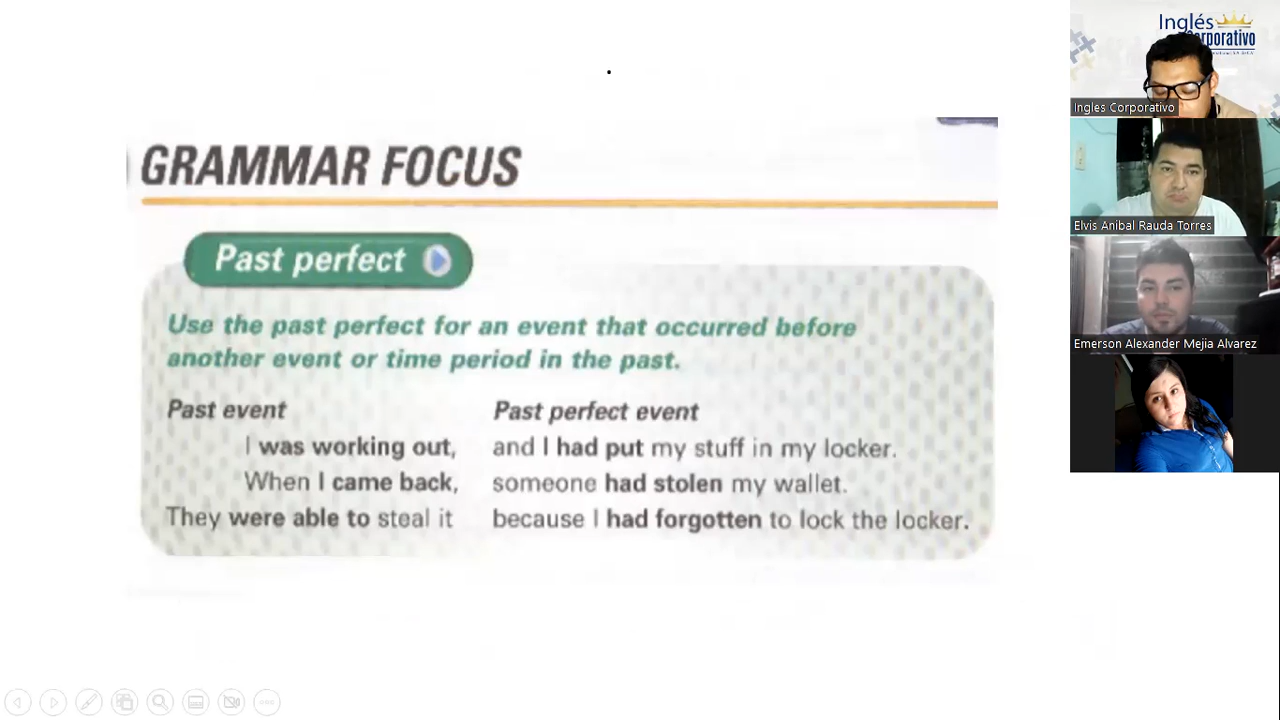 GRAMMAR FOCUS
Past perfect
Use the past perfect for an event that occurred before
another event or time period in the past.
Past event Past perfect event
I was working out, and I had put my stuff in my locker.
When I came back, someone had stolen my wallet.
They were able to steal it because I had forgotten to lock the locker.
Inglés
Corporativo
Ingles Corporativo
Elvis Anibal Rauda Torres
Emerson Alexander Mejia Alvarez